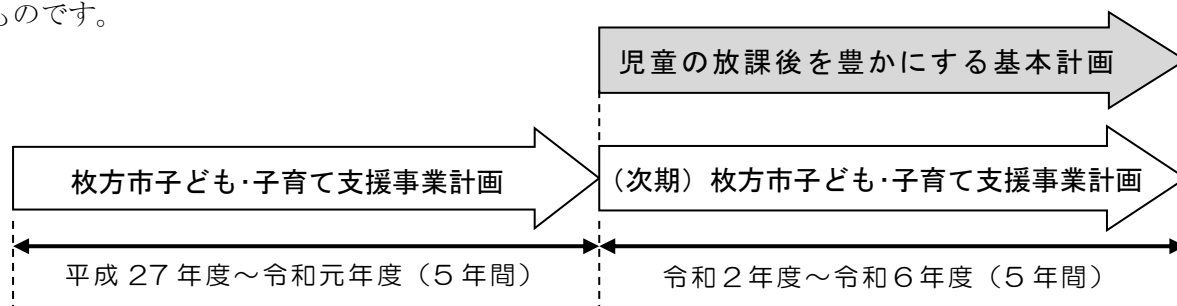 ものです。
児童の放課後を豊かにする基本計画
枚方市子ども・子育て支援事業計画
（次期）枚方市子ども・子育て支援事業計画
平成 27 年度～令和元年度（5 年間）
令和２年度～令和６年度（5 年間）